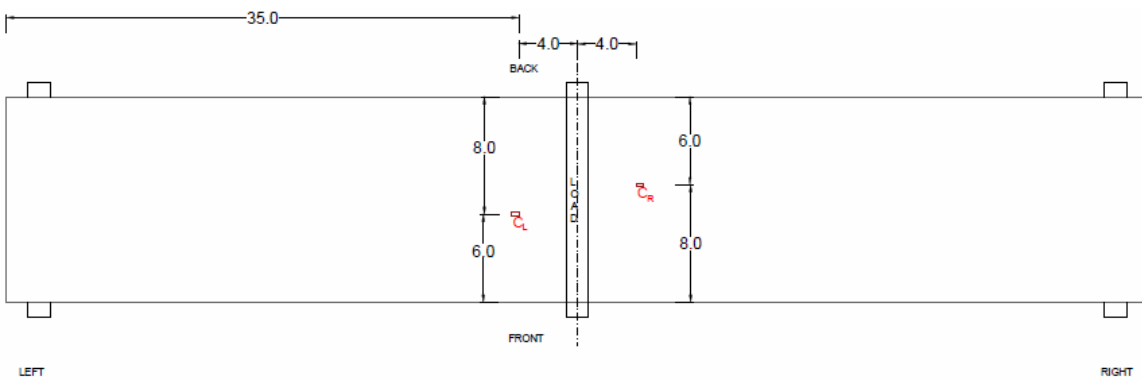 35.0
4.0 4.0
BACK
8.0
6.0
LOAD
C_R
C_L
6.0
8.0
FRONT
LEFT
RIGHT